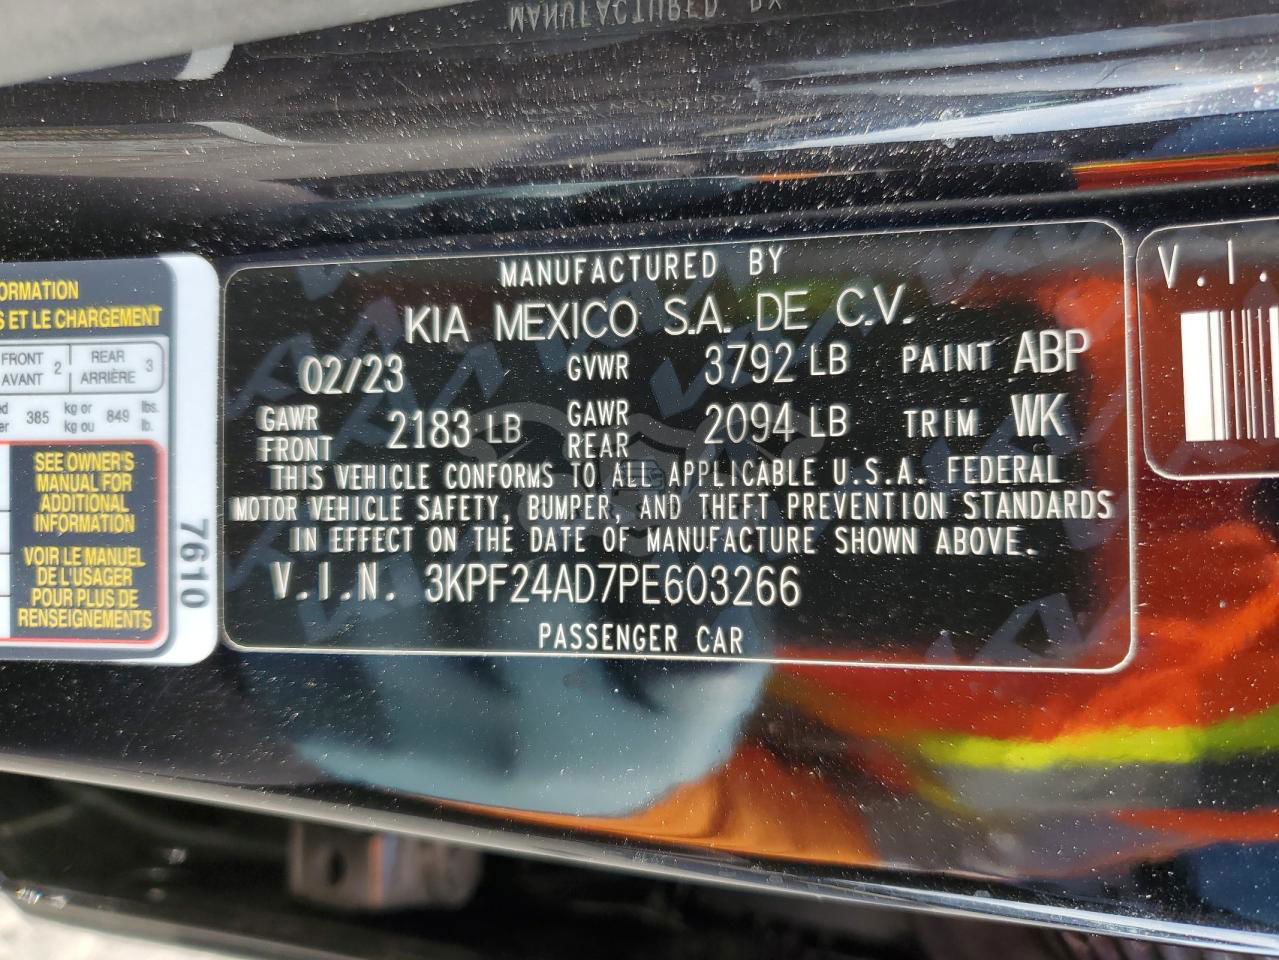 MANUFACTURED BY
ORMATION
S ET LE CHARGEMENT
FRONT
AVANT 2
REAR
ARRIÈRE 3
385 kg or
kg ou 849 lbs.
lb.
SEE OWNER'S
MANUAL FOR
ADDITIONAL
INFORMATION
VOIR LE MANUEL
DE L'USAGER
POUR PLUS DE
RENSEIGNEMENTS
7610
MANUFACTURED BY
KIA MEXICO S.A. DE C.V.
02/23 GVWR 3792 LB PAINT ABP
GAWR
FRONT 2183 LB GAWR
REAR 2094 LB TRIM WK
THIS VEHICLE CONFORMS TO ALL APPLICABLE U.S.A. FEDERAL
MOTOR VEHICLE SAFETY, BUMPER, AND THEFT PREVENTION STANDARDS
IN EFFECT ON THE DATE OF MANUFACTURE SHOWN ABOVE.
V.I.N. 3KPF24AD7PE603266
PASSENGER CAR
V.I.